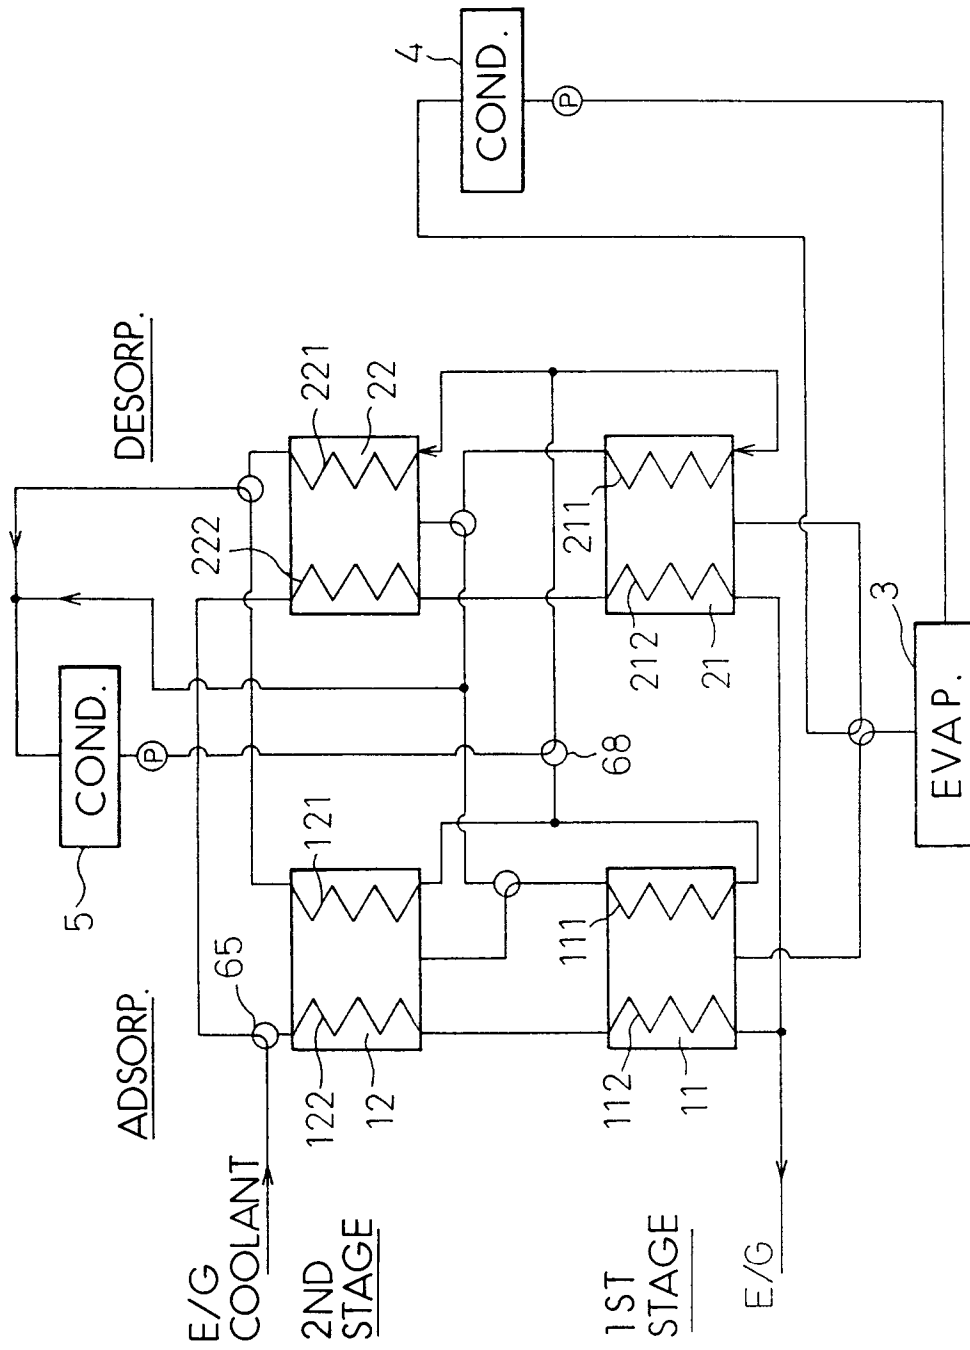 ADSORP.
DESORP.
E/G
COOLANT
65
5
COND.
P
222
221
22
4
COND.
P
2ND
STAGE
122
12
121
68
1ST
STAGE
112
11
111
212
21
211
E/G
EVAP.
3